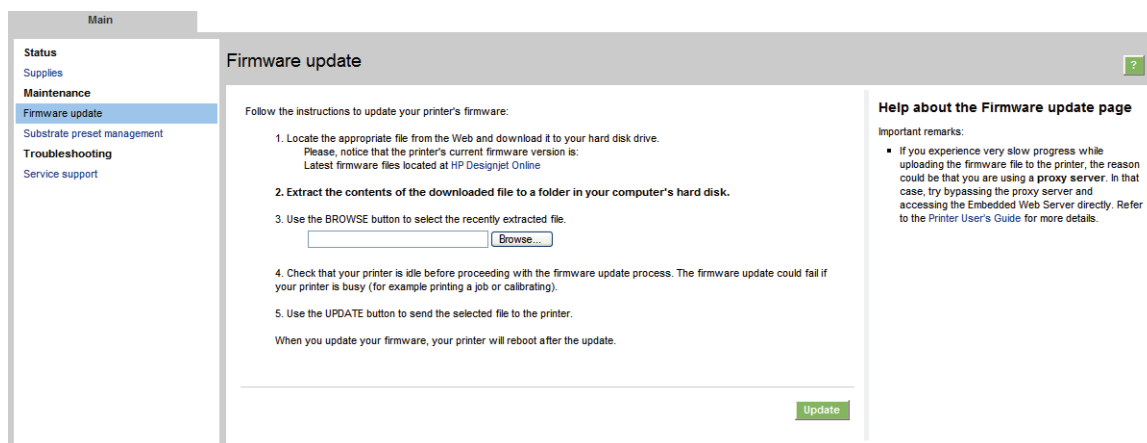 Main
Status
Supplies
Maintenance
Firmware update
Substrate preset management
Troubleshooting
Service support
Firmware update
?
Follow the instructions to update your printer's firmware:
1. Locate the appropriate file from the Web and download it to your hard disk drive.
Please, notice that the printer's current firmware version is:
Latest firmware files located at HP Designjet Online
2. Extract the contents of the downloaded file to a folder in your computer's hard disk.
3. Use the BROWSE button to select the recently extracted file.
Browse...
4. Check that your printer is idle before proceeding with the firmware update process. The firmware update could fail if
your printer is busy (for example printing a job or calibrating).
5. Use the UPDATE button to send the selected file to the printer.
When you update your firmware, your printer will reboot after the update.
Update
Help about the Firmware update page
Important remarks:
▪ If you experience very slow progress while
uploading the firmware file to the printer, the reason
could be that you are using a proxy server. In that
case, try bypassing the proxy server and
accessing the Embedded Web Server directly. Refer
to the Printer User's Guide for more details.